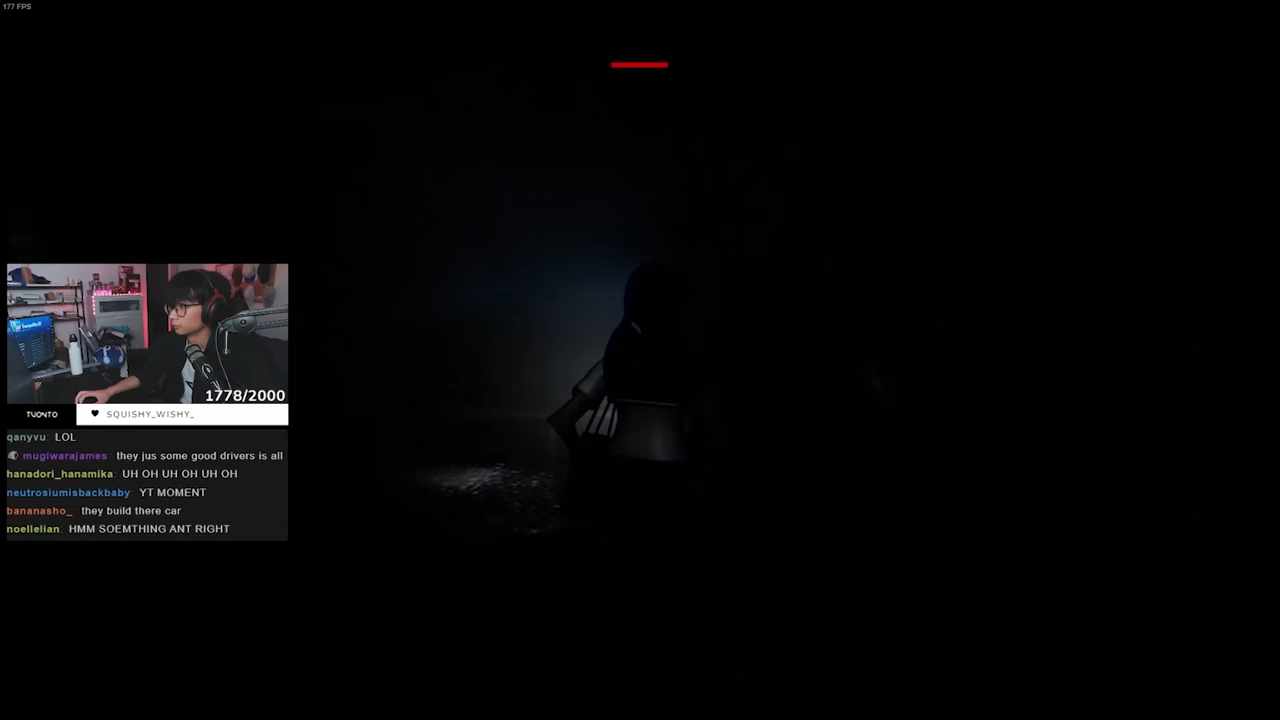 177 FPS
1778/2000
TUONTO
SQUISHY_WISHY_
qanyvu: LOL
mugiwarajames: they jus some good drivers is all
hanadori_hanamika: UH OH UH OH UH OH
neutrosiumisbackbaby: YT MOMENT
bananasho_: they build there car
noellelian: HMM SOEMTHING ANT RIGHT